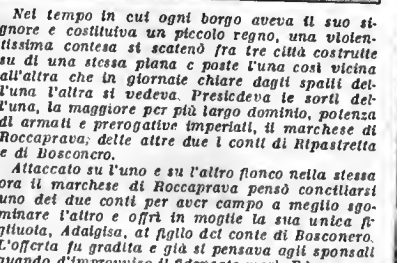 Nel tempo in cui ogni borgo aveva il suo si-
gnore e costituiva un piccolo regno, una violen-
tissima contesa si scatenò fra tre città costruite
su di una stessa piana e poste l'una così vicina
all'altra che in giornate chiare dagli spalti del-
l'una l'altra si vedeva. Presiedeva le sorti del-
l'una, la maggiore per più largo dominio, potenza
di armati e prerogative imperiali, il marchese di
Roccaprava; delle altre due i conti di Ripastretta
e di Bosconero.
Attaccato su l'uno e su l'altro fianco nella stessa
ora il marchese di Roccaprava pensò conciliarsi
uno dei due conti per aver campo a meglio sgo-
minare l'altro e offrì in moglie la sua unica fi-
gliuola, Adalgisa, al figlio del conte di Bosconero.
L'offerta fu gradita e già si pensava agli sponsali
quando d'improvviso il fidanzato